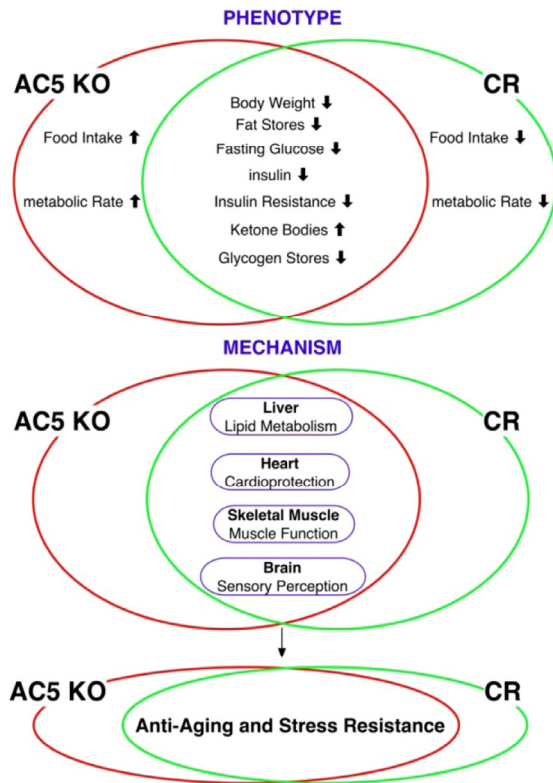 PHENOTYPE
AC5 KO
CR
Body Weight ⬇
Fat Stores ⬇
Food Intake ⬆
Food Intake ⬇
Fasting Glucose ⬇
insulin ⬇
metabolic Rate ⬆
Insulin Resistance ⬇
metabolic Rate ⬇
Ketone Bodies ⬆
Glycogen Stores ⬇
MECHANISM
AC5 KO
CR
Liver
Lipid Metabolism
Heart
Cardioprotection
Skeletal Muscle
Muscle Function
Brain
Sensory Perception
AC5 KO
CR
Anti-Aging and Stress Resistance